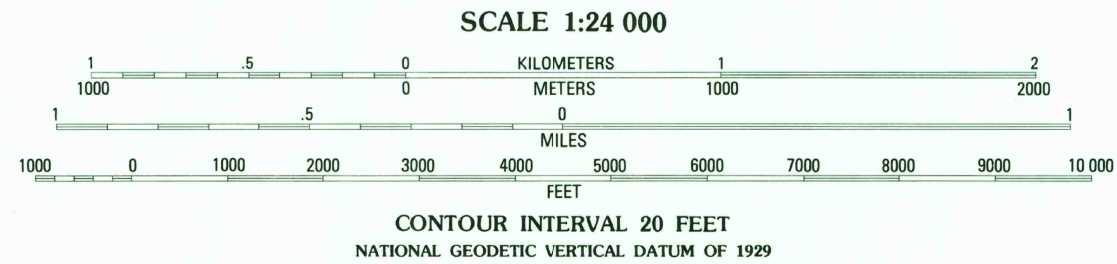 SCALE 1:24 000
1 .5 0 KILOMETERS 1 2
1000 0 METERS 1000 2000
1 .5 0 1
MILES
1000 0 1000 2000 3000 4000 5000 6000 7000 8000 9000 10 000
FEET
CONTOUR INTERVAL 20 FEET
NATIONAL GEODETIC VERTICAL DATUM OF 1929